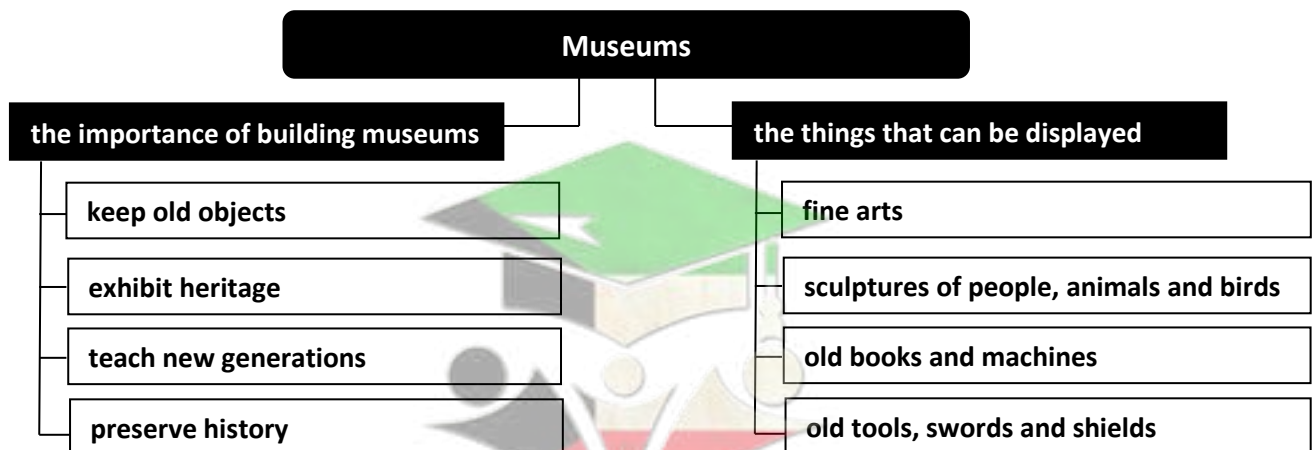 Museums
the importance of building museums
keep old objects
exhibit heritage
teach new generations
preserve history
the things that can be displayed
fine arts
sculptures of people, animals and birds
old books and machines
old tools, swords and shields